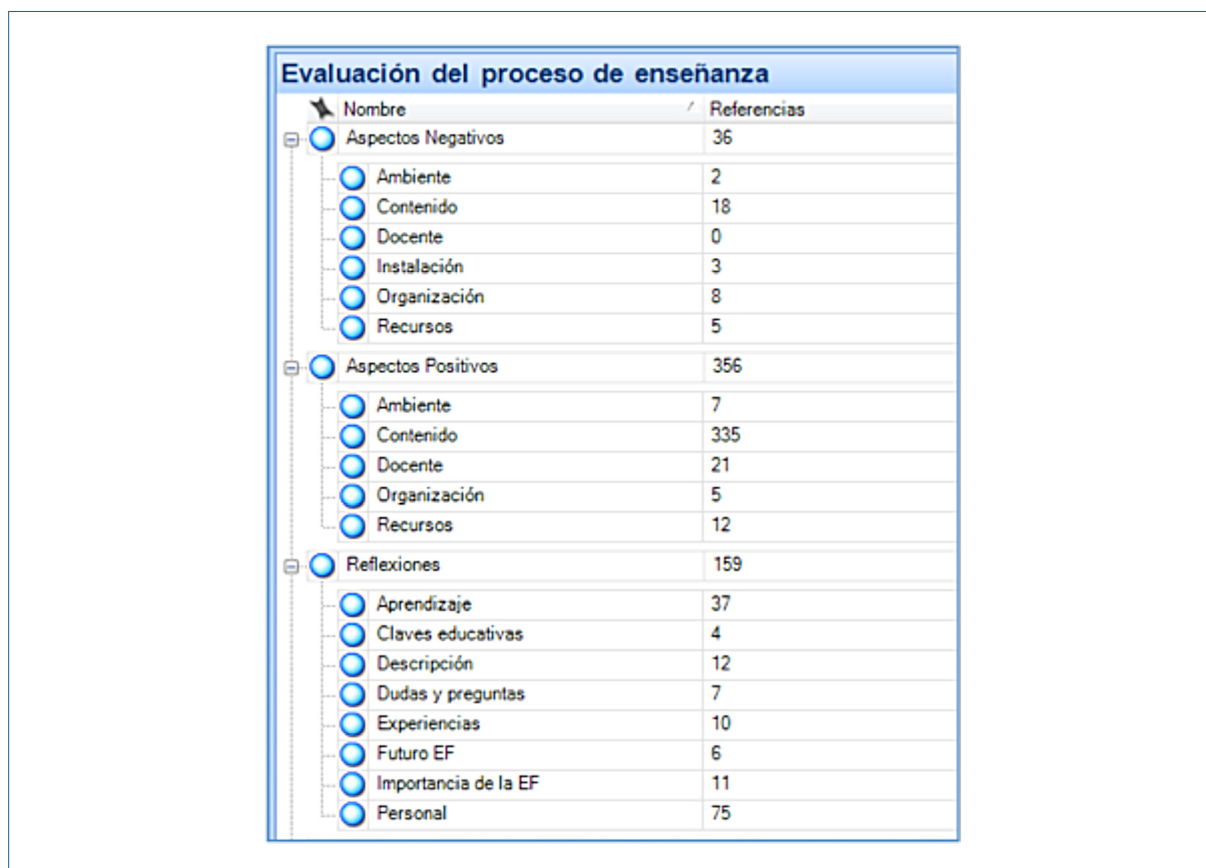 Evaluación del proceso de enseñanza
Nombre Referencias
Aspectos Negativos 36
Ambiente 2
Contenido 18
Docente 0
Instalación 3
Organización 8
Recursos 5
Aspectos Positivos 356
Ambiente 7
Contenido 335
Docente 21
Organización 5
Recursos 12
Reflexiones 159
Aprendizaje 37
Claves educativas 4
Descripción 12
Dudas y preguntas 7
Experiencias 10
Futuro EF 6
Importancia de la EF 11
Personal 75